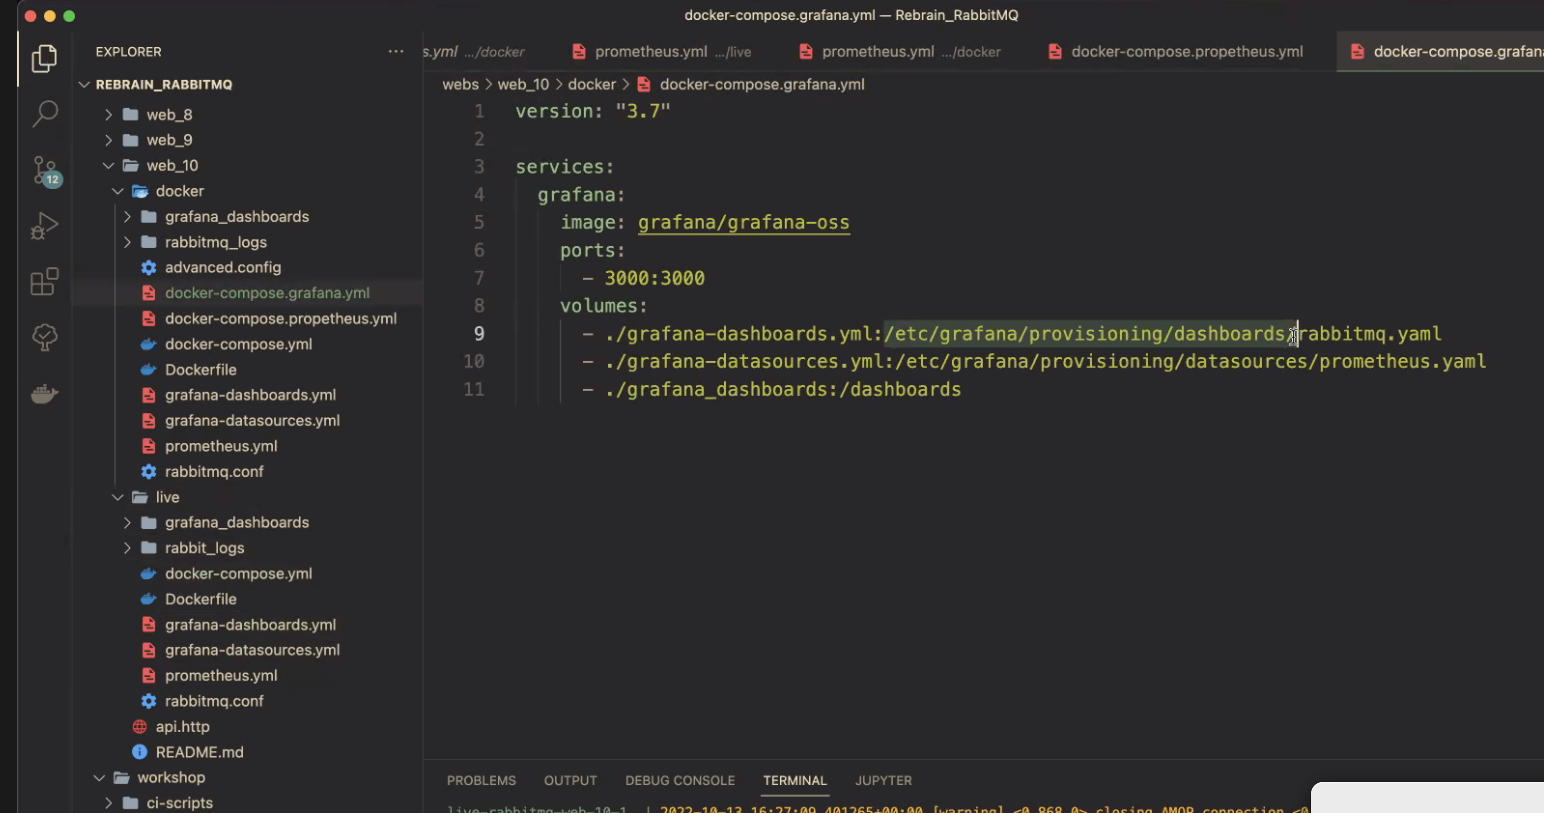 docker-compose.grafana.yml — Rebrain_RabbitMQ
EXPLORER ...
s.yml .../docker
prometheus.yml .../live
prometheus.yml .../docker
docker-compose.propetheus.yml
docker-compose.grafana
REBRAIN_RABBITMQ
web_8
web_9
web_10
docker
grafana_dashboards
rabbitmq_logs
advanced.config
docker-compose.grafana.yml
docker-compose.propetheus.yml
docker-compose.yml
Dockerfile
grafana-dashboards.yml
grafana-datasources.yml
prometheus.yml
rabbitmq.conf
live
grafana_dashboards
rabbit_logs
docker-compose.yml
Dockerfile
grafana-dashboards.yml
grafana-datasources.yml
prometheus.yml
rabbitmq.conf
api.http
README.md
workshop
ci-scripts
12
webs > web_10 > docker > docker-compose.grafana.yml
1 version: "3.7"
2
3 services:
4 grafana:
5 image: grafana/grafana-oss
6 ports:
7 - 3000:3000
8 volumes:
9 - ./grafana-dashboards.yml:/etc/grafana/provisioning/dashboards/rabbitmq.yaml
10 - ./grafana-datasources.yml:/etc/grafana/provisioning/datasources/prometheus.yaml
11 - ./grafana_dashboards:/dashboards
PROBLEMS OUTPUT DEBUG CONSOLE TERMINAL JUPYTER
live-rabbitmq-web-10-1 | 2022-10-13 16:27:09.401265+00:00 [warning] <0.868.0> closing AMQP connection <0